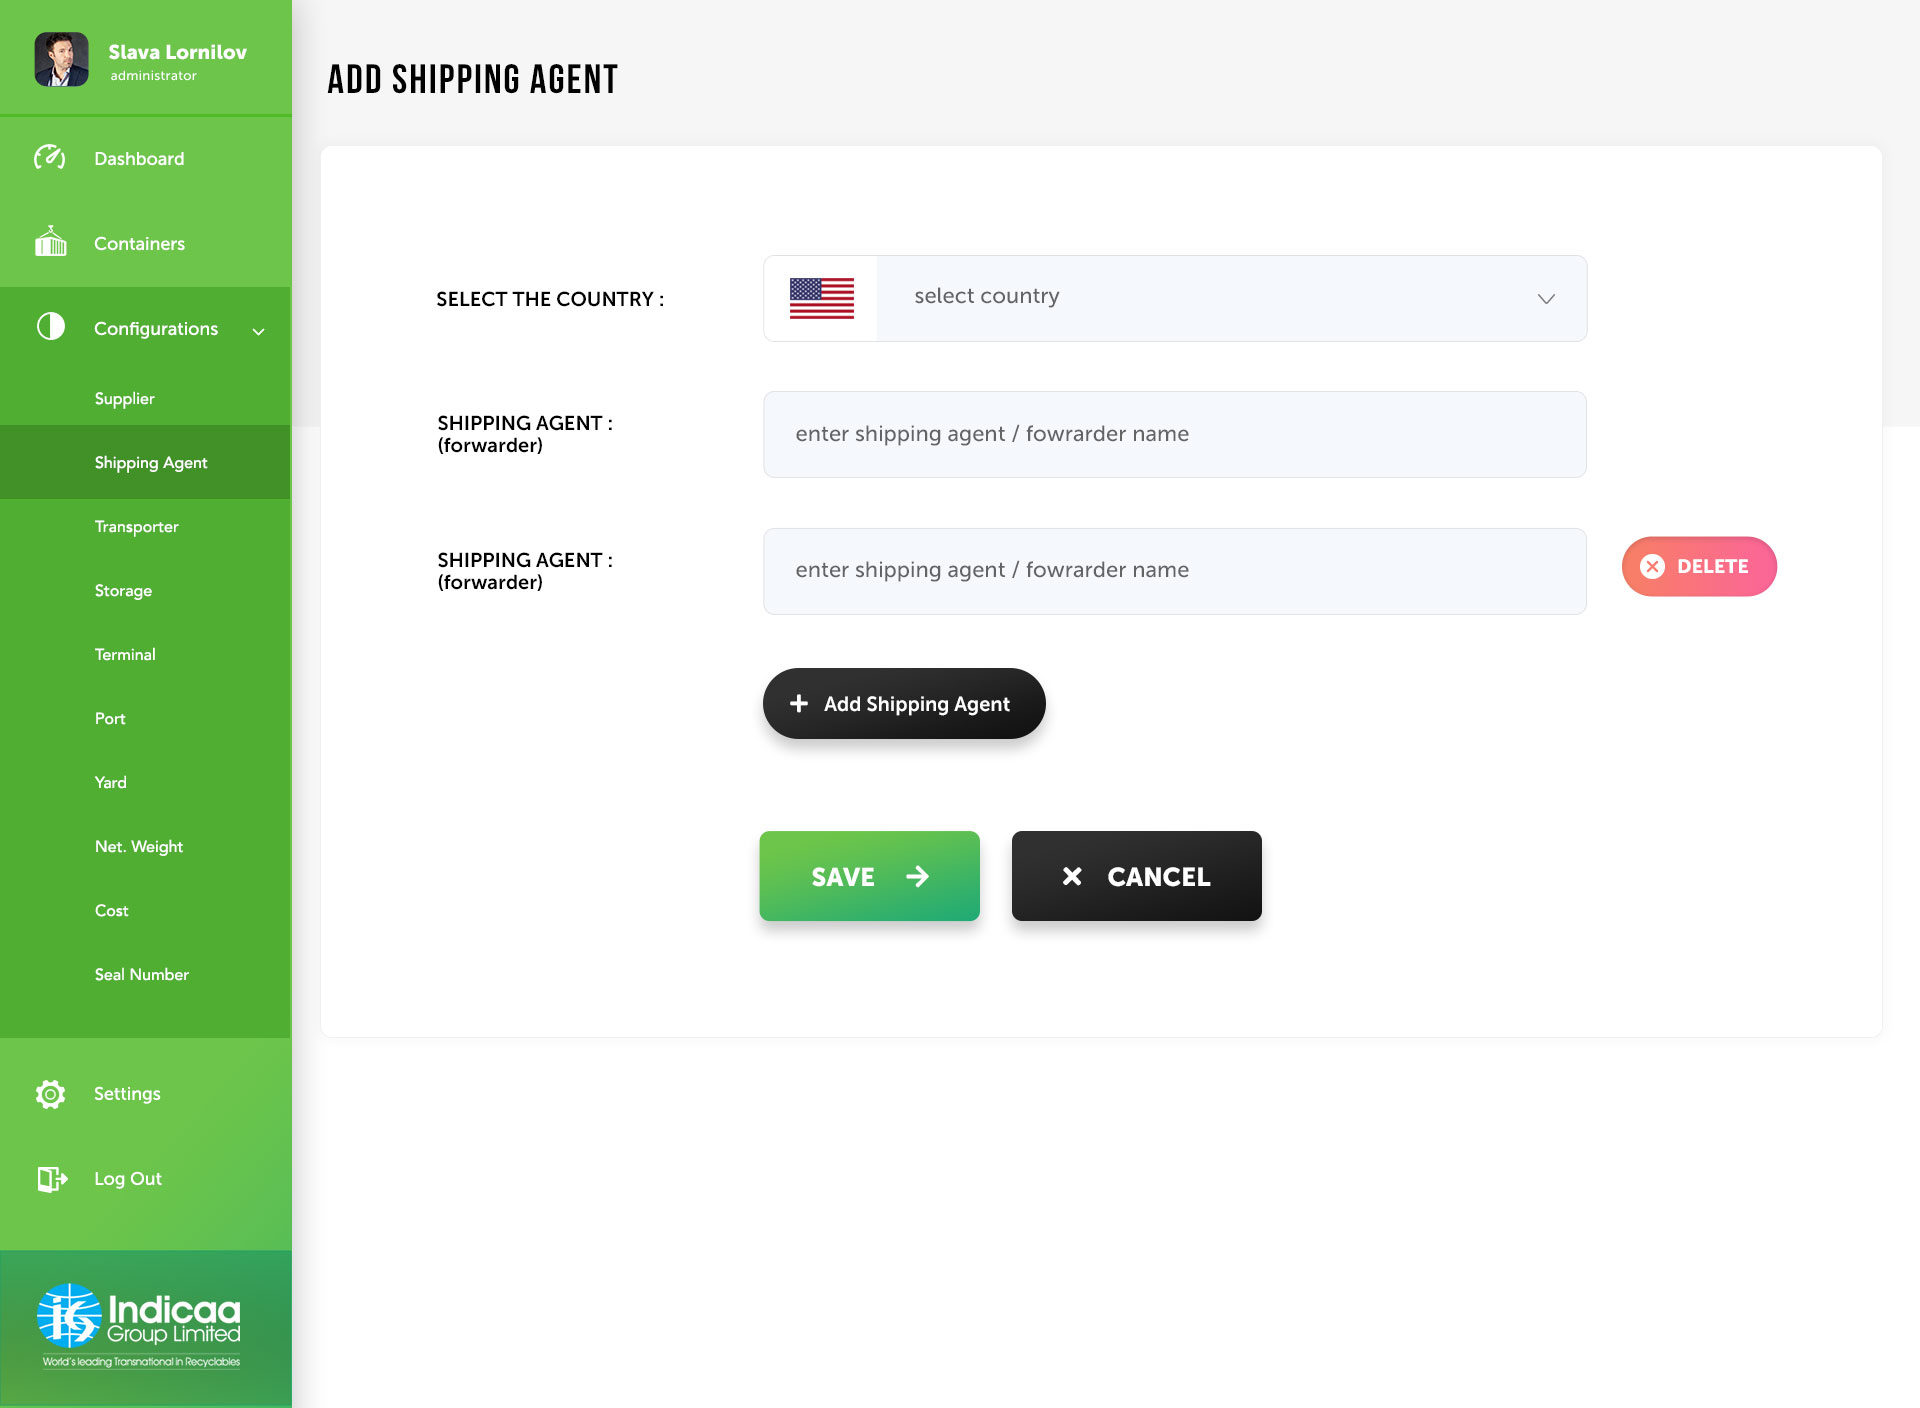 Slava Lornilov
administrator
Dashboard
Containers
Configurations
Supplier
Shipping Agent
Transporter
Storage
Terminal
Port
Yard
Net. Weight
Cost
Seal Number
Settings
Log Out
Indicaa
Group Limited
World's leading Transnational in Recyclables
ADD SHIPPING AGENT
SELECT THE COUNTRY :
select country
SHIPPING AGENT :
(forwarder)
enter shipping agent / fowrarder name
SHIPPING AGENT :
(forwarder)
enter shipping agent / fowrarder name
DELETE
Add Shipping Agent
SAVE
CANCEL